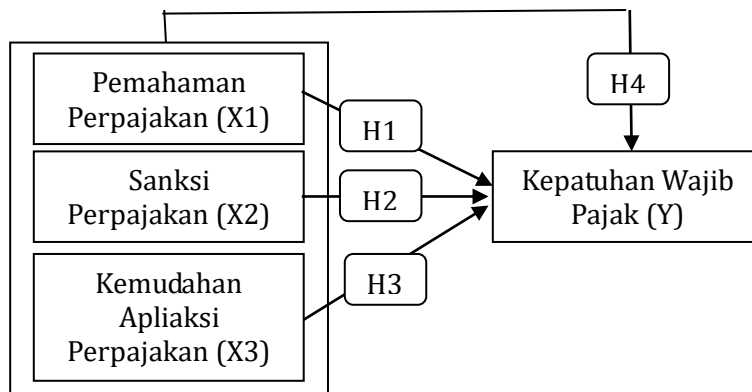 Pemahaman
Perpajakan (X1)
H1
H4
Sanksi
Perpajakan (X2)
H2
Kepatuhan Wajib
Pajak (Y)
Kemudahan
Apliaksi
Perpajakan (X3)
H3